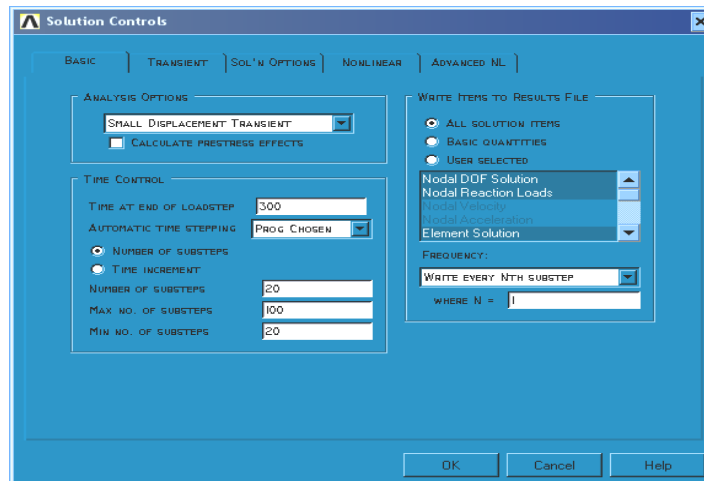 Solution Controls
Basic
Transient
Sol'n Options
Nonlinear
Advanced NL
Analysis Options
Small Displacement Transient
Calculate prestress effects
Time Control
Time at end of loadstep 300
Automatic time stepping Prog Chosen
Number of substeps
Time increment
Number of substeps 20
Max no. of substeps 100
Min no. of substeps 20
Write Items to Results File
All solution items
Basic quantities
User selected
Nodal DOF Solution
Nodal Reaction Loads
Nodal Velocity
Nodal Acceleration
Element Solution
Frequency:
Write every Nth substep
where N = 1
OK
Cancel
Help